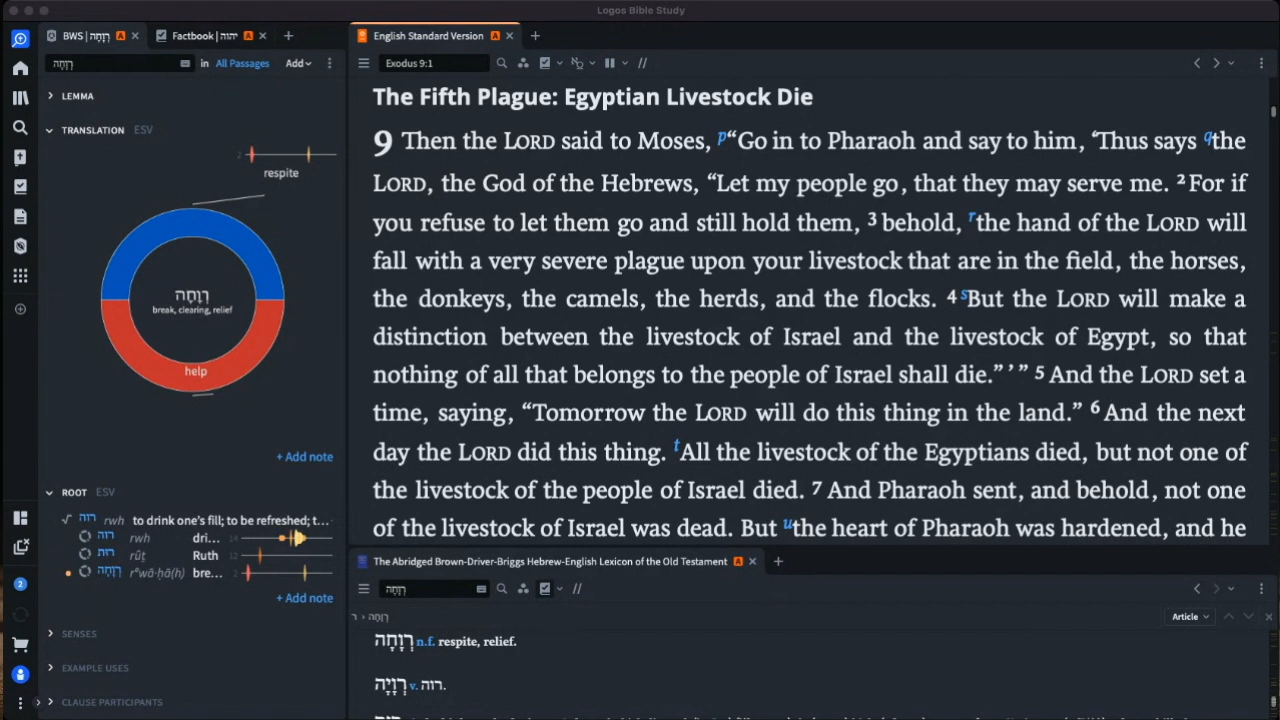 Logos Bible Study
BWS | רְוָחָה A
Factbook | יהוה A
English Standard Version A
רְוָחָה in All Passages Add
Exodus 9:1
LEMMA
TRANSLATION ESV
2
respite
רְוָחָה
break, clearing, relief
help
+ Add note
ROOT ESV
√ רוה rwh to drink one's fill; to be refreshed; t...
רוה rwh dri... 14
רוּת rûṯ Ruth 12
רְוָחָה rᵉwā·ḥā(h) bre... 2
+ Add note
SENSES
EXAMPLE USES
CLAUSE PARTICIPANTS
2
The Fifth Plague: Egyptian Livestock Die
9 Then the LORD said to Moses, p“Go in to Pharaoh and say to him, ‘Thus says qthe
LORD, the God of the Hebrews, “Let my people go, that they may serve me. 2 For if
you refuse to let them go and still hold them, 3 behold, rthe hand of the LORD will
fall with a very severe plague upon your livestock that are in the field, the horses,
the donkeys, the camels, the herds, and the flocks. 4 sBut the LORD will make a
distinction between the livestock of Israel and the livestock of Egypt, so that
nothing of all that belongs to the people of Israel shall die.” ’ ” 5 And the LORD set a
time, saying, “Tomorrow the LORD will do this thing in the land.” 6 And the next
day the LORD did this thing. tAll the livestock of the Egyptians died, but not one of
the livestock of the people of Israel died. 7 And Pharaoh sent, and behold, not one
of the livestock of Israel was dead. But uthe heart of Pharaoh was hardened, and he
The Abridged Brown-Driver-Briggs Hebrew-English Lexicon of the Old Testament A
רְוָחָה
ר › רְוָחָה
Article
רְוָחָה n.f. respite, relief.
רְוָיָה v. רוה.